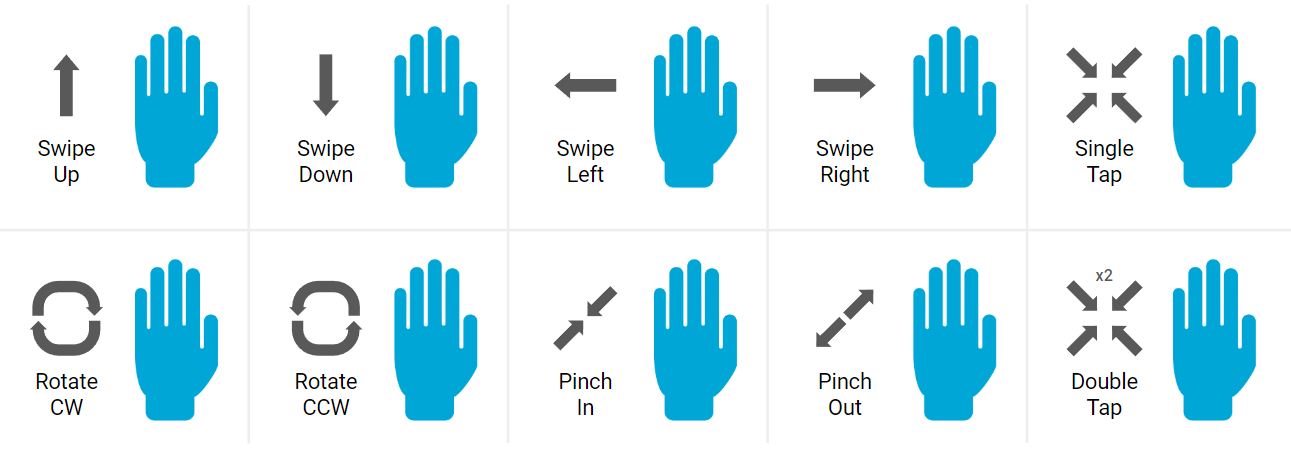 Swipe
Up
Swipe
Down
Swipe
Left
Swipe
Right
Single
Tap
Rotate
CW
Rotate
CCW
Pinch
In
Pinch
Out
x2
Double
Tap